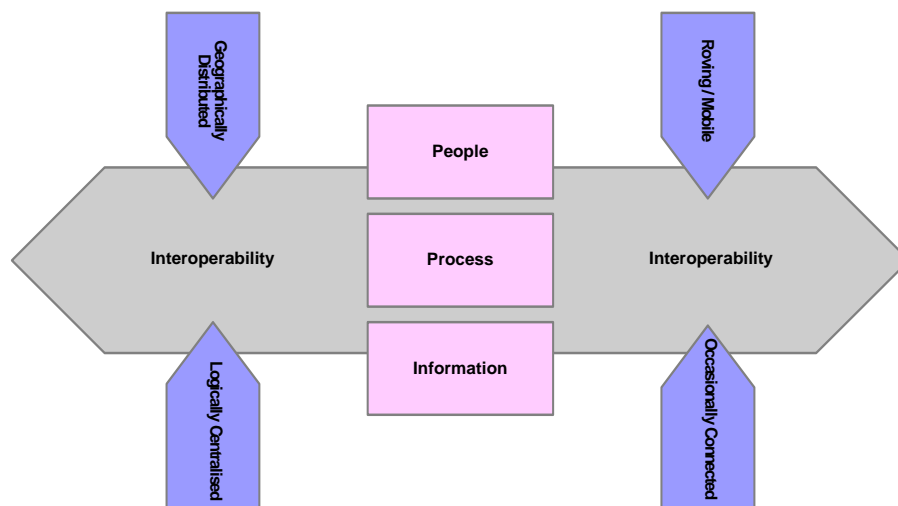 Geographically
Distributed
Roving / Mobile
People
Interoperability
Process
Interoperability
Information
Logically Centralised
Occasionally Connected